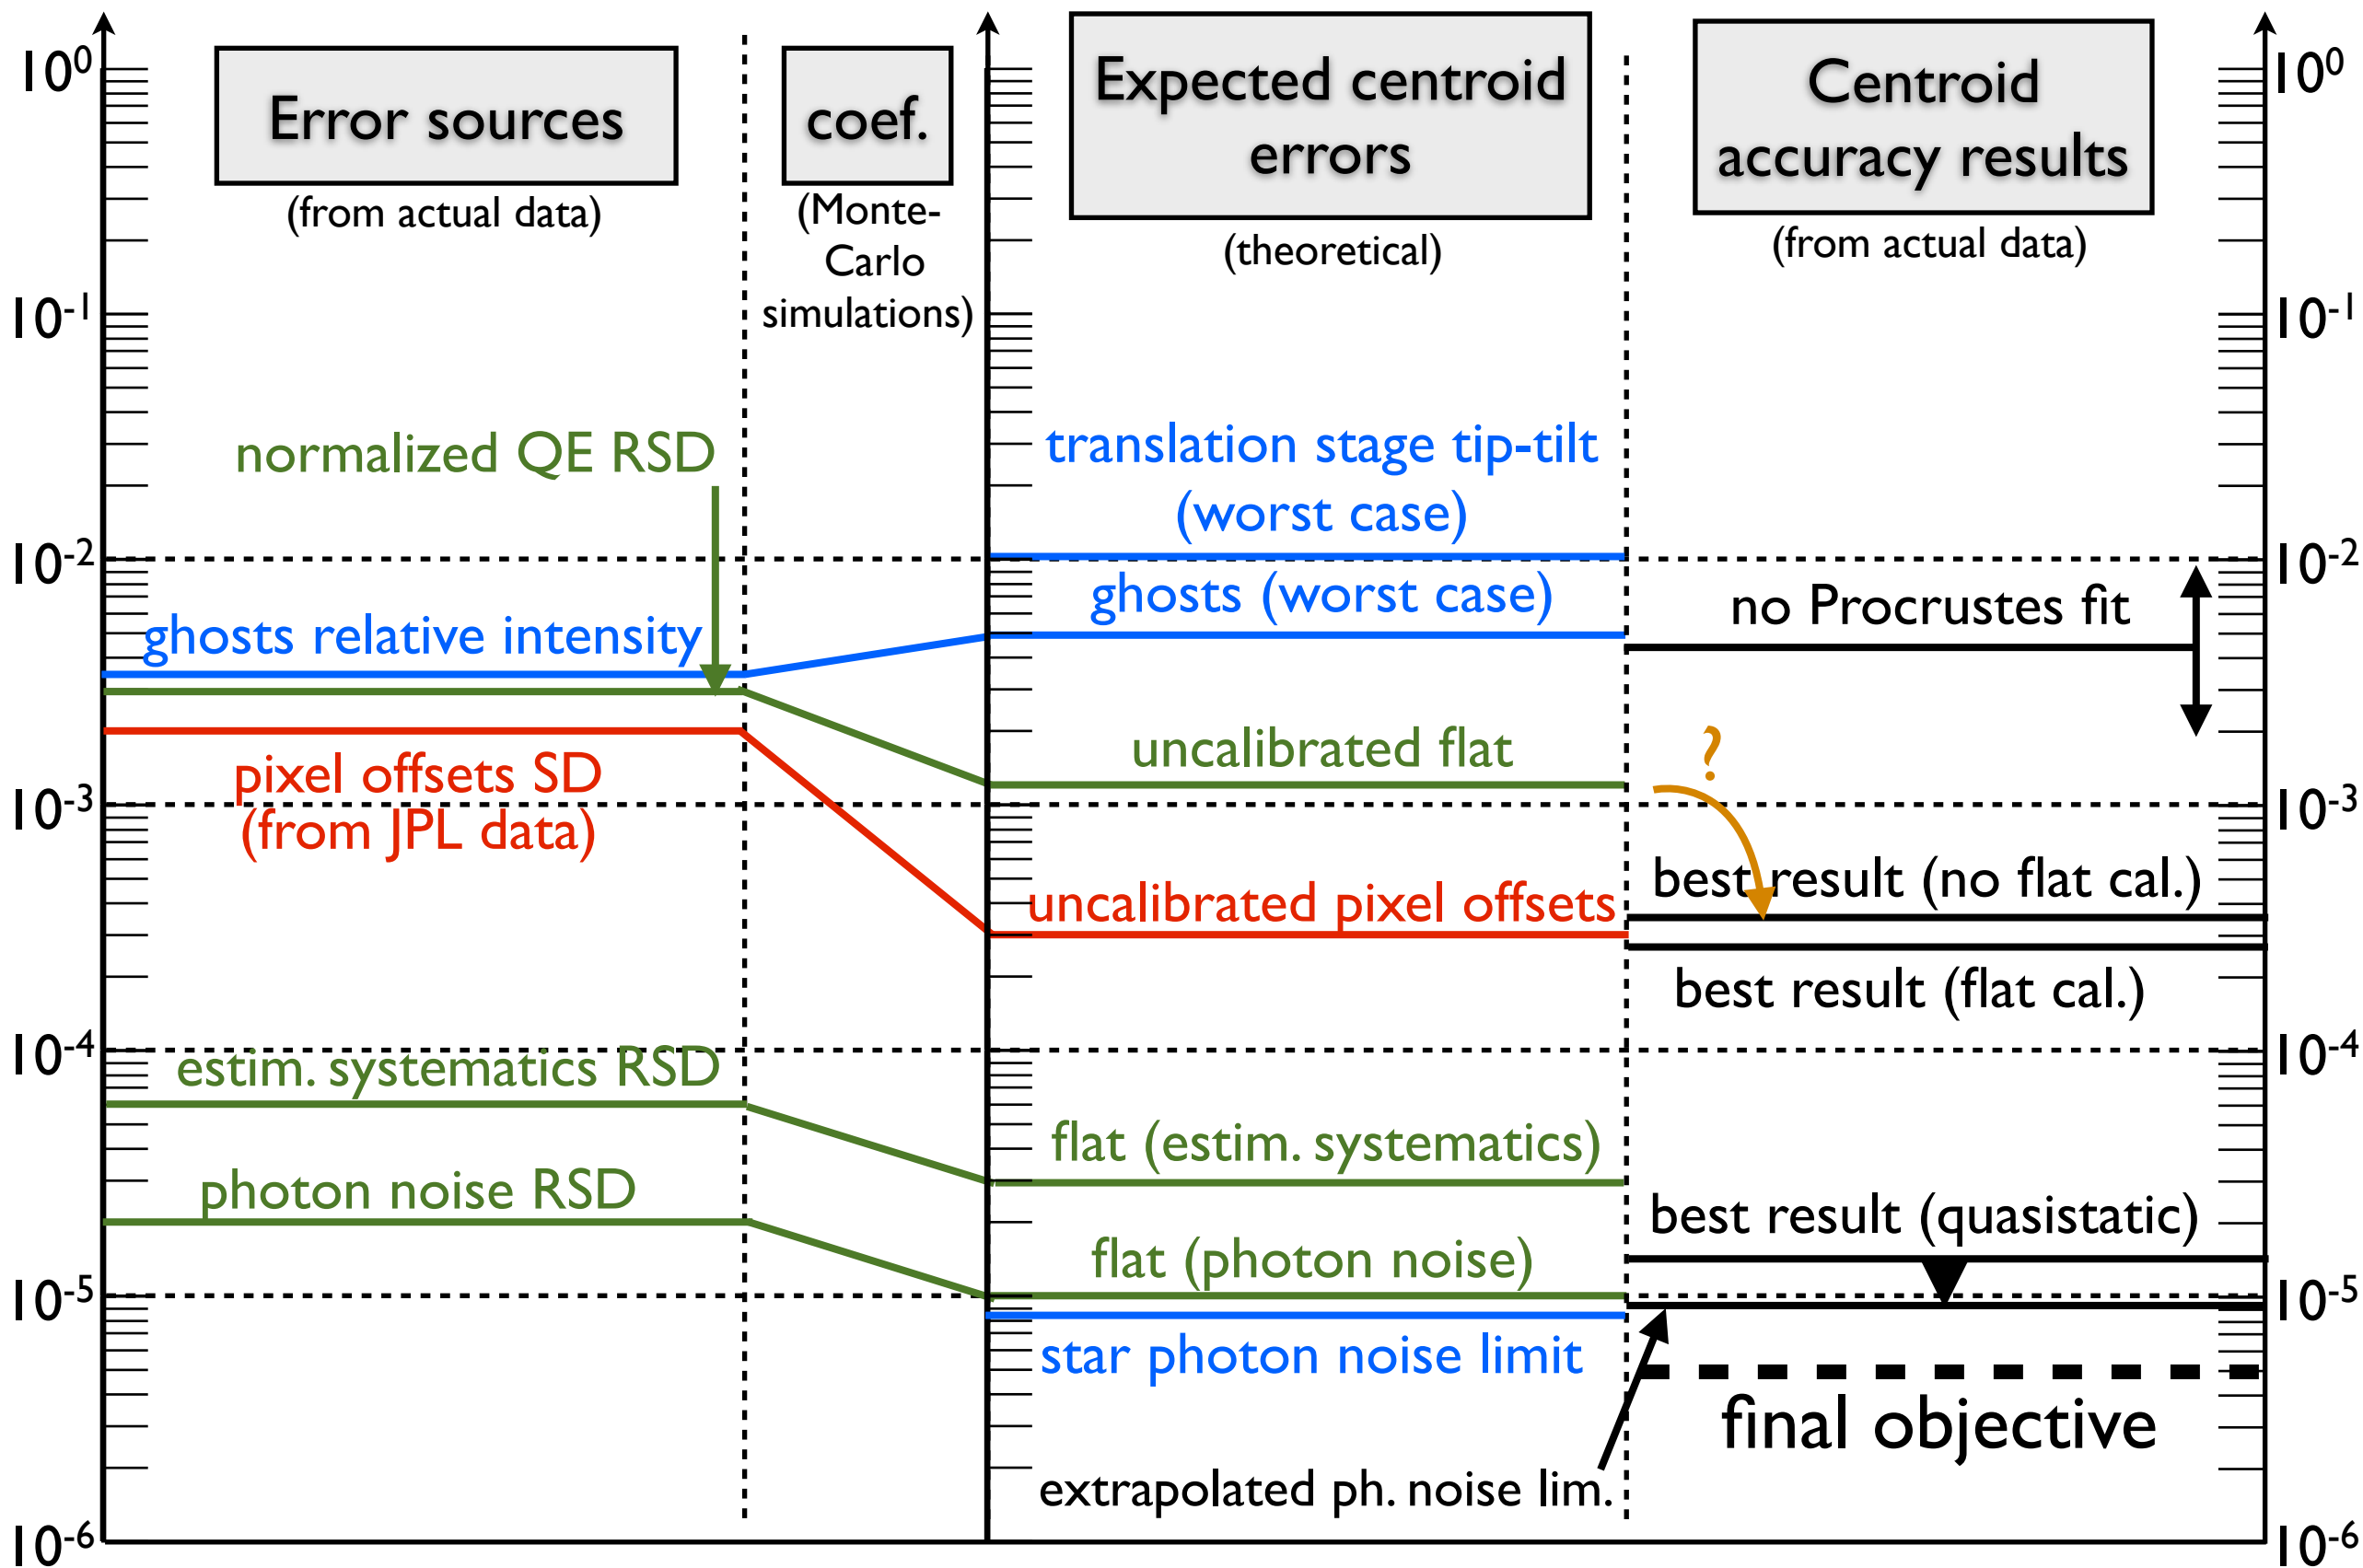 Error sources
(from actual data)
coef.
(Monte-
Carlo
simulations)
Expected centroid
errors
(theoretical)
Centroid
accuracy results
(from actual data)
10⁰
10⁻¹
10⁻²
10⁻³
10⁻⁴
10⁻⁵
10⁻⁶
normalized QE RSD
ghosts relative intensity
pixel offsets SD
(from JPL data)
estim. systematics RSD
photon noise RSD
translation stage tip-tilt
(worst case)
ghosts (worst case)
uncalibrated flat
uncalibrated pixel offsets
flat (estim. systematics)
flat (photon noise)
star photon noise limit
extrapolated ph. noise lim.
no Procrustes fit
?
best result (no flat cal.)
best result (flat cal.)
best result (quasistatic)
final objective
10⁰
10⁻¹
10⁻²
10⁻³
10⁻⁴
10⁻⁵
10⁻⁶